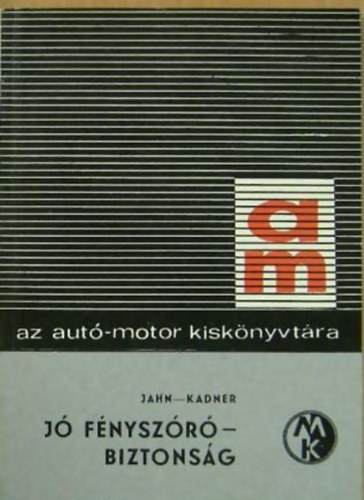 am
az autó-motor kiskönyvtára
JAHN—KADNER
JÓ FÉNYSZÓRÓ—
BIZTONSÁG
MK